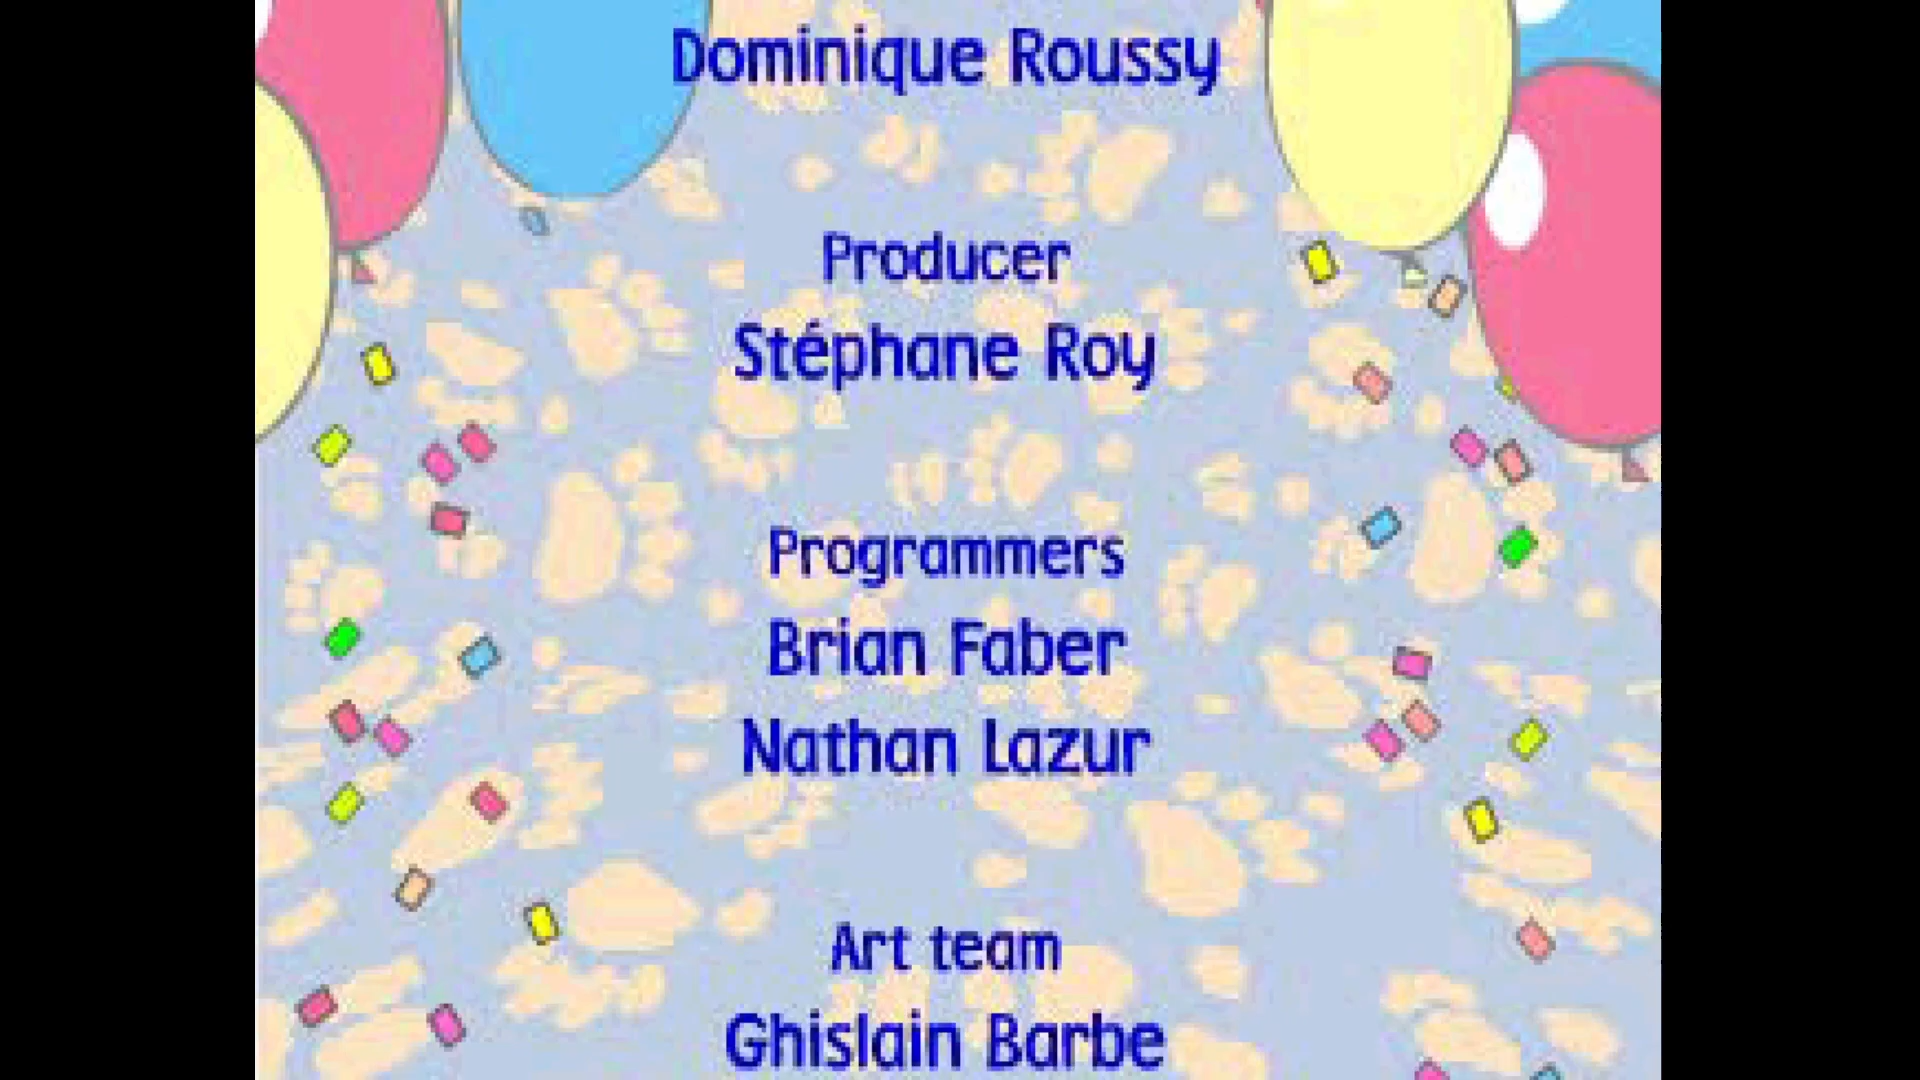 Dominique Roussy
Producer
Stéphane Roy
Programmers
Brian Faber
Nathan Lazur
Art team
Ghislain Barbe